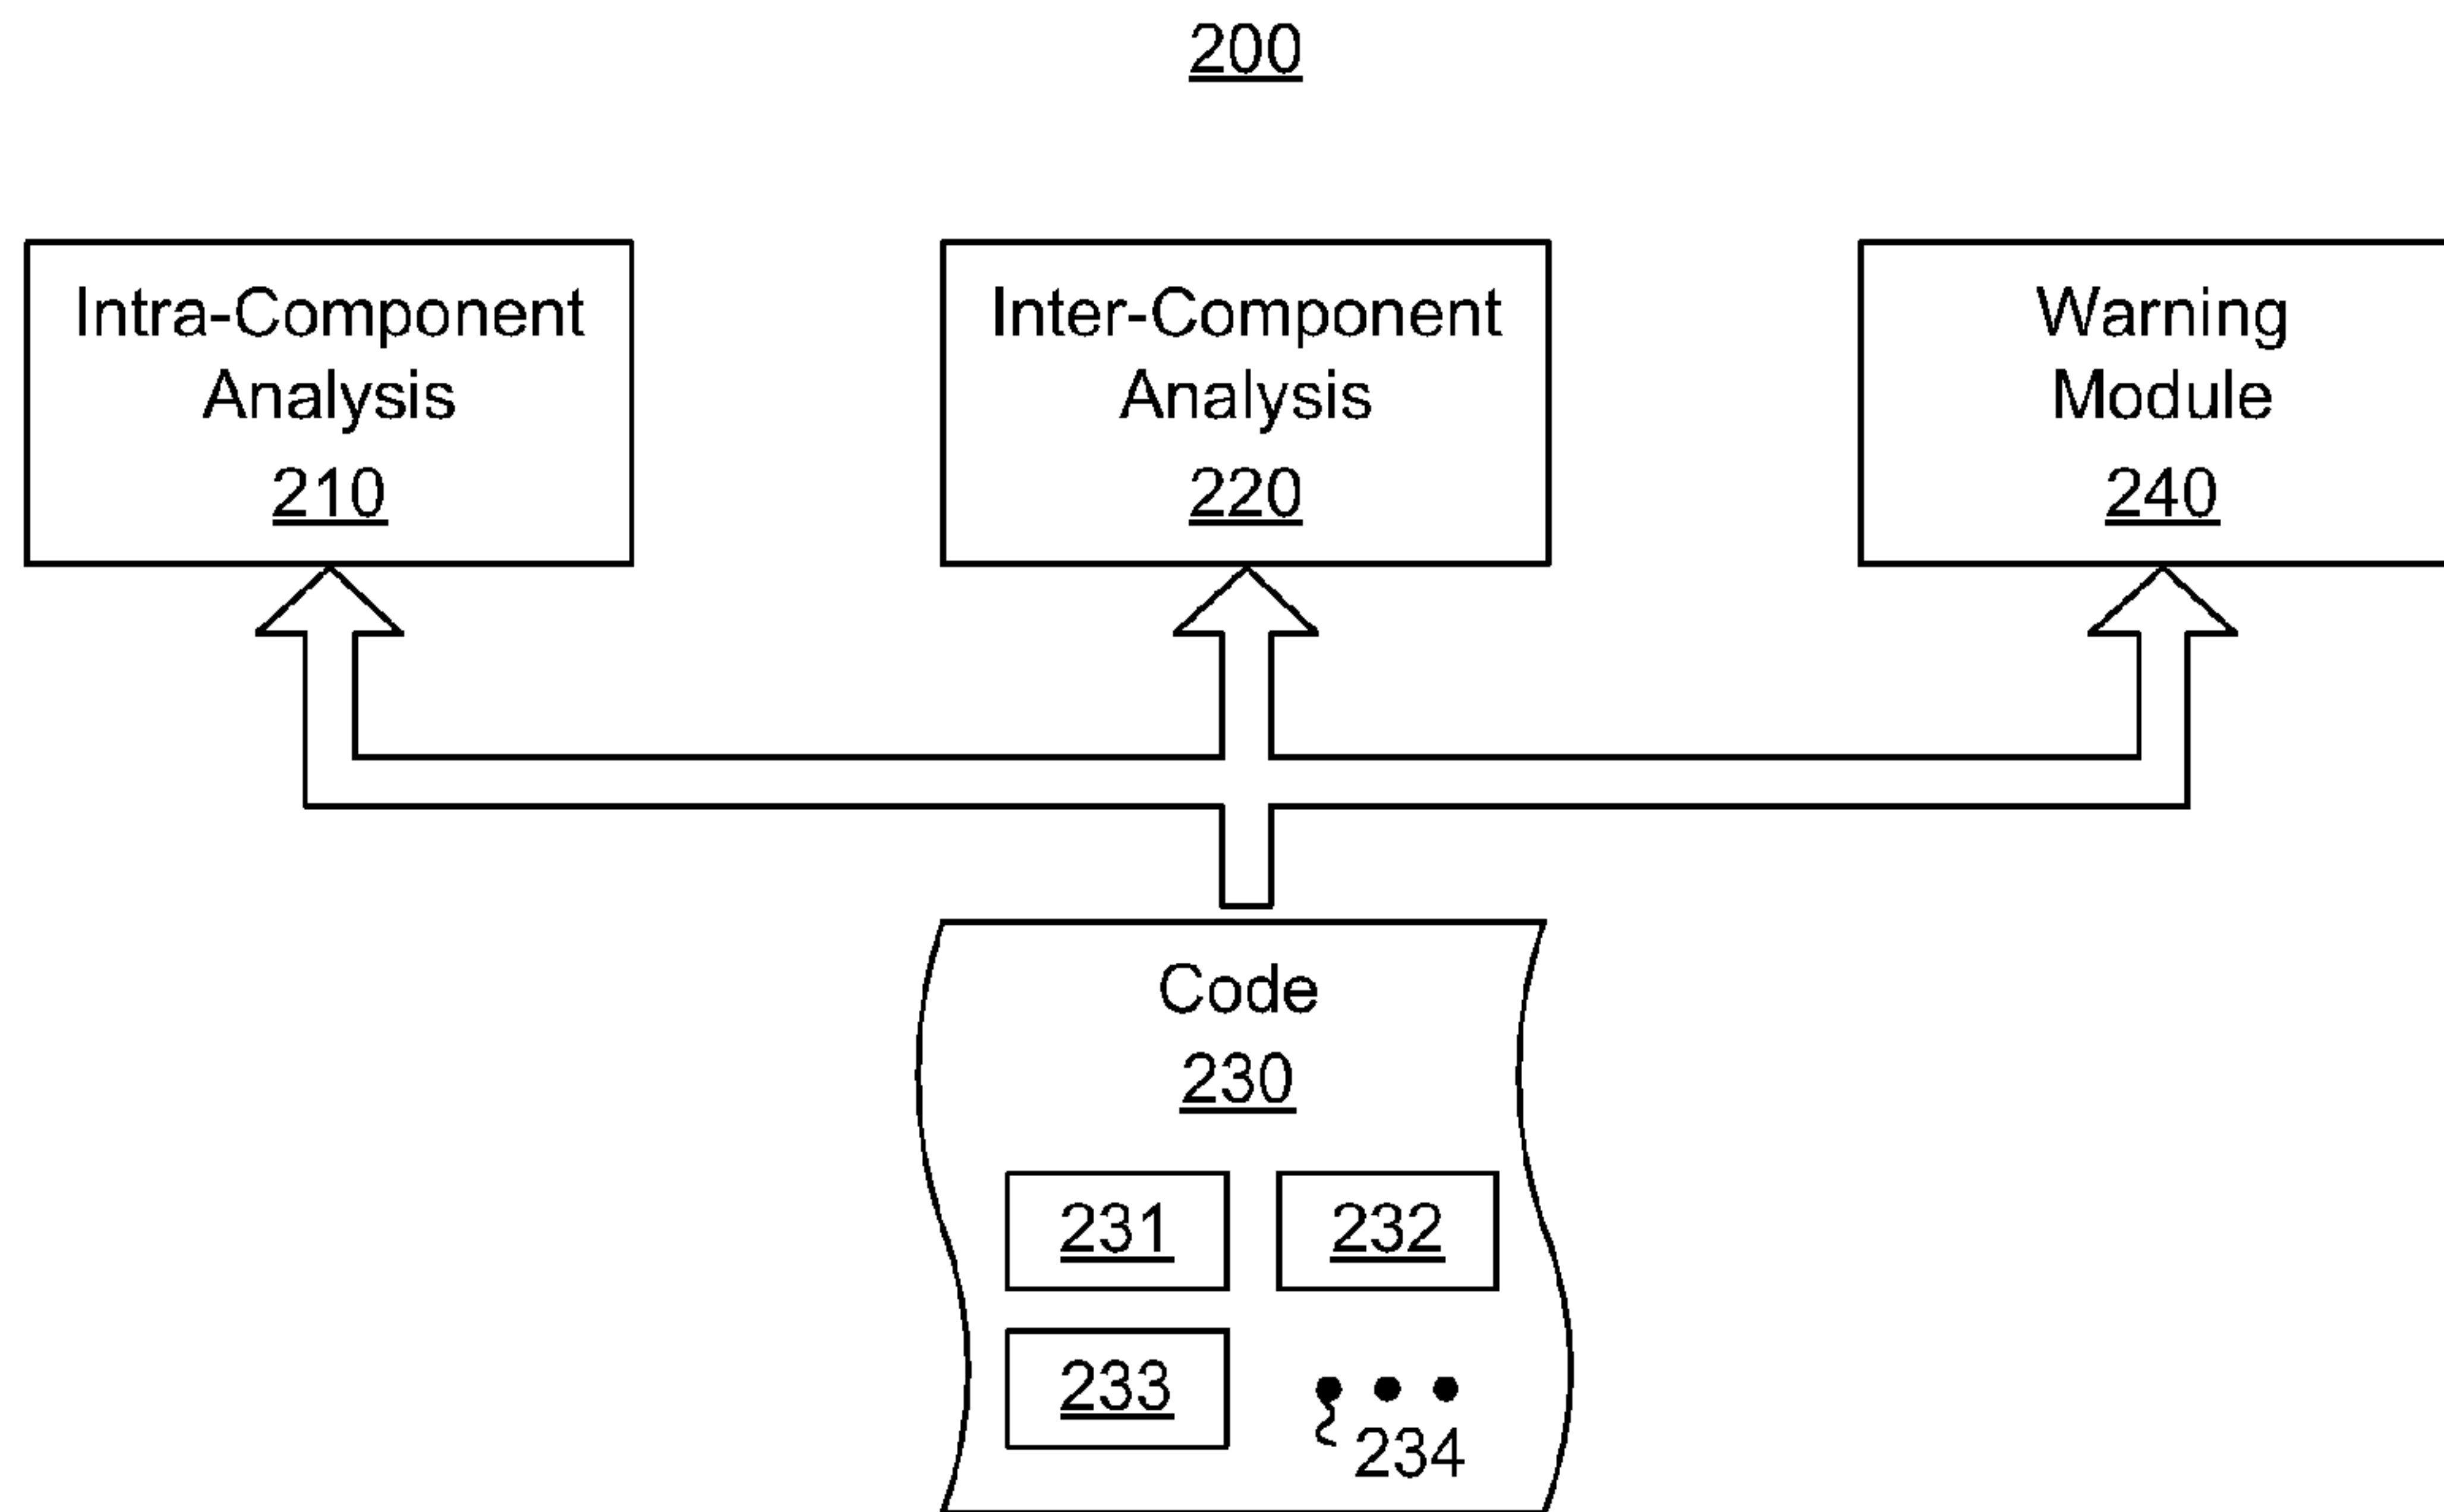 200
Intra-Component
Analysis
210
Inter-Component
Analysis
220
Warning
Module
240
Code
230
231
232
233
234